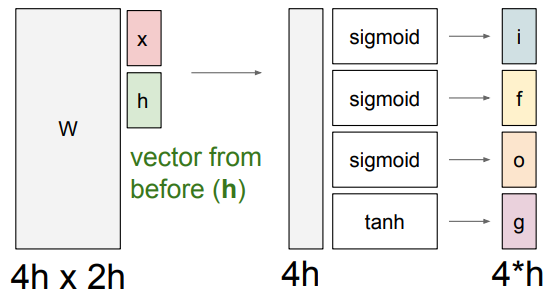 W
x
h
vector from
before (h)
4h x 2h
sigmoid
sigmoid
sigmoid
tanh
i
f
o
g
4h
4*h